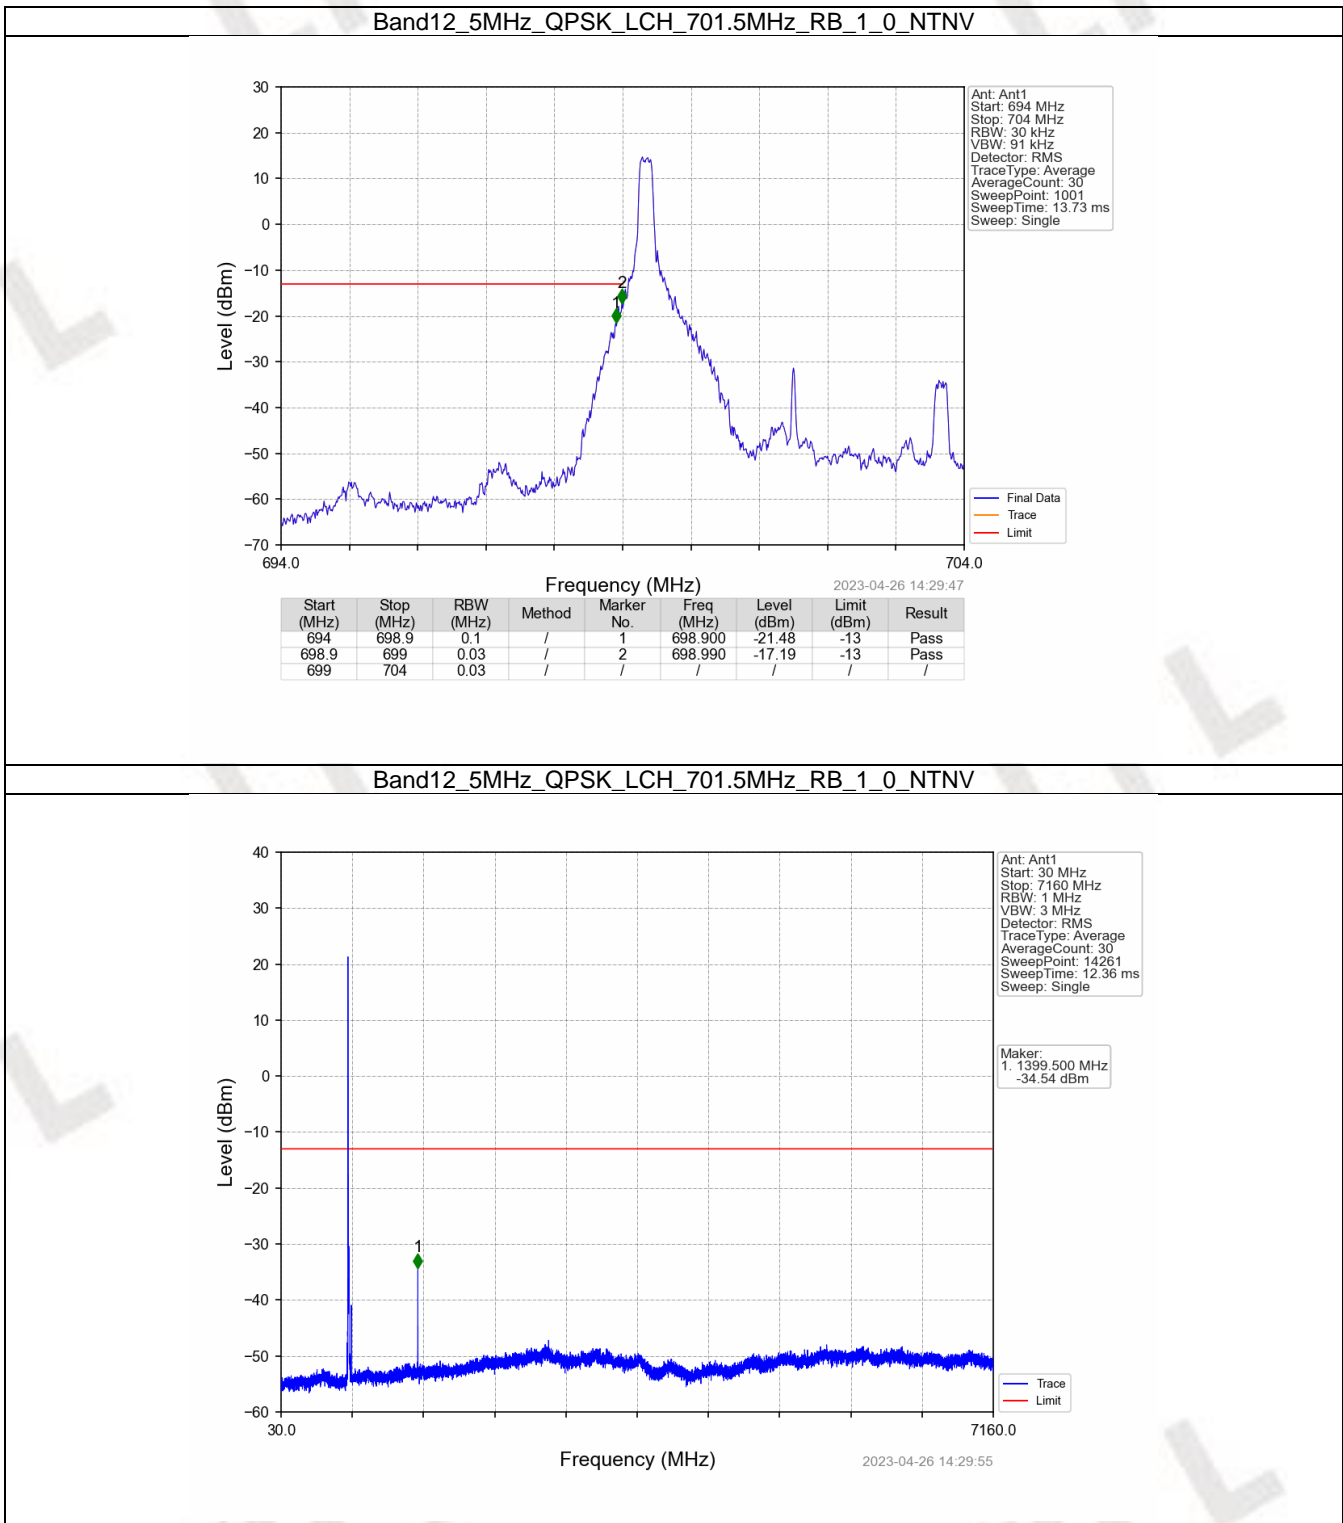 Band12_5MHz_QPSK_LCH_701.5MHz_RB_1_0_NTNV
30
20
10
0
−10
−20
−30
−40
−50
−60
−70
Level (dBm)
1
2
694.0
704.0
Frequency (MHz)
2023-04-26 14:29:47
Ant: Ant1
Start: 694 MHz
Stop: 704 MHz
RBW: 30 kHz
VBW: 91 kHz
Detector: RMS
TraceType: Average
AverageCount: 30
SweepPoint: 1001
SweepTime: 13.73 ms
Sweep: Single
Final Data
Trace
Limit
Start (MHz) Stop (MHz) RBW (MHz) Method Marker No. Freq (MHz) Level (dBm) Limit (dBm) Result
694 698.9 0.1 / 1 698.900 -21.48 -13 Pass
698.9 699 0.03 / 2 698.990 -17.19 -13 Pass
699 704 0.03 / / / / / /
Band12_5MHz_QPSK_LCH_701.5MHz_RB_1_0_NTNV
40
30
20
10
0
−10
−20
−30
−40
−50
−60
Level (dBm)
1
30.0
7160.0
Frequency (MHz)
2023-04-26 14:29:55
Ant: Ant1
Start: 30 MHz
Stop: 7160 MHz
RBW: 1 MHz
VBW: 3 MHz
Detector: RMS
TraceType: Average
AverageCount: 30
SweepPoint: 14261
SweepTime: 12.36 ms
Sweep: Single
Maker:
1. 1399.500 MHz
-34.54 dBm
Trace
Limit